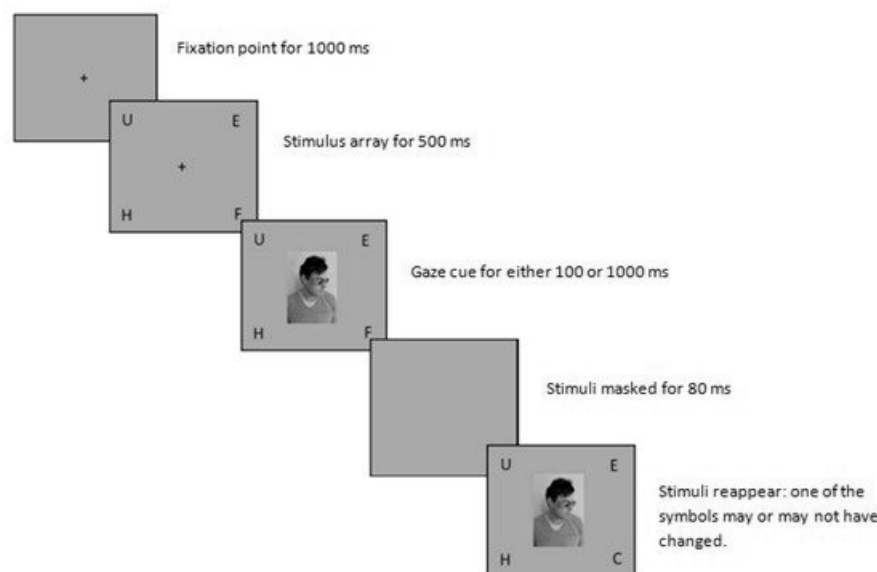 Fixation point for 1000 ms
+
U E
Stimulus array for 500 ms
+
H F
U E
Gaze cue for either 100 or 1000 ms
H F
Stimuli masked for 80 ms
U E
Stimuli reappear: one of the
symbols may or may not have
changed.
H C